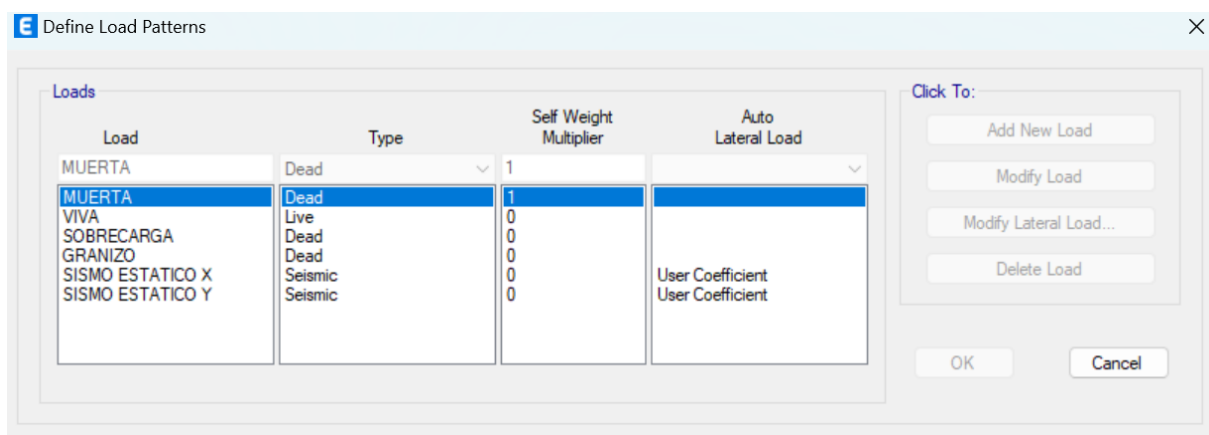 E Define Load Patterns
Loads
Click To:
Load Type Self Weight Multiplier Auto Lateral Load
MUERTA Dead 1
MUERTA Dead 1
VIVA Live 0
SOBRECARGA Dead 0
GRANIZO Dead 0
SISMO ESTATICO X Seismic 0 User Coefficient
SISMO ESTATICO Y Seismic 0 User Coefficient
Add New Load
Modify Load
Modify Lateral Load...
Delete Load
OK Cancel